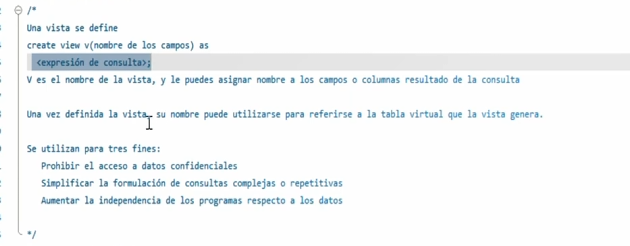 /*
Una vista se define
create view v(nombre de los campos) as
<expresión de consulta>;
V es el nombre de la vista, y le puedes asignar nombre a los campos o columnas resultado de la consulta
Una vez definida la vista, su nombre puede utilizarse para referirse a la tabla virtual que la vista genera.
Se utilizan para tres fines:
Prohibir el acceso a datos confidenciales
Simplificar la formulación de consultas complejas o repetitivas
Aumentar la independencia de los programas respecto a los datos
*/